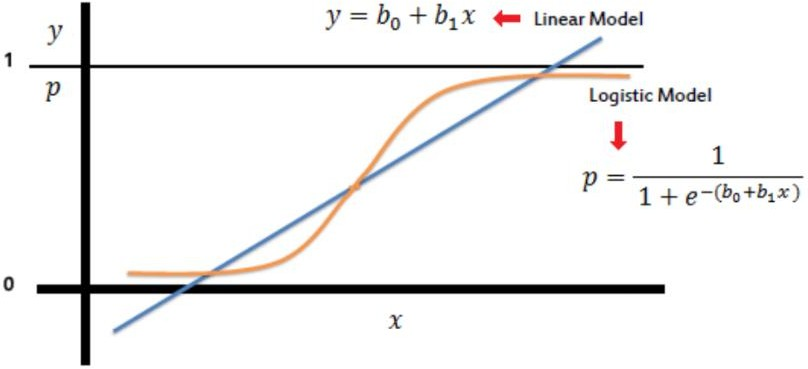 y = b₀ + b₁x
Linear Model
y
1
p
Logistic Model
p = 1 / (1 + e^−(b₀+b₁x))
0
x